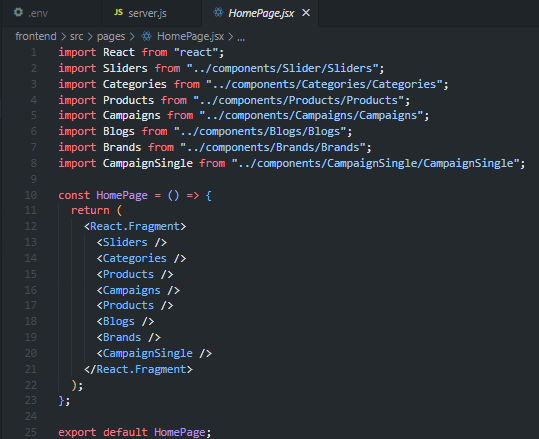 .env server.js HomePage.jsx ×
frontend > src > pages > HomePage.jsx > ...
1 import React from "react";
2 import Sliders from "../components/Slider/Sliders";
3 import Categories from "../components/Categories/Categories";
4 import Products from "../components/Products/Products";
5 import Campaigns from "../components/Campaigns/Campaigns";
6 import Blogs from "../components/Blogs/Blogs";
7 import Brands from "../components/Brands/Brands";
8 import CampaignSingle from "../components/CampaignSingle/CampaignSingle";
9
10 const HomePage = () => {
11   return (
12     <React.Fragment>
13       <Sliders />
14       <Categories />
15       <Products />
16       <Campaigns />
17       <Products />
18       <Blogs />
19       <Brands />
20       <CampaignSingle />
21     </React.Fragment>
22   );
23 };
24
25 export default HomePage;